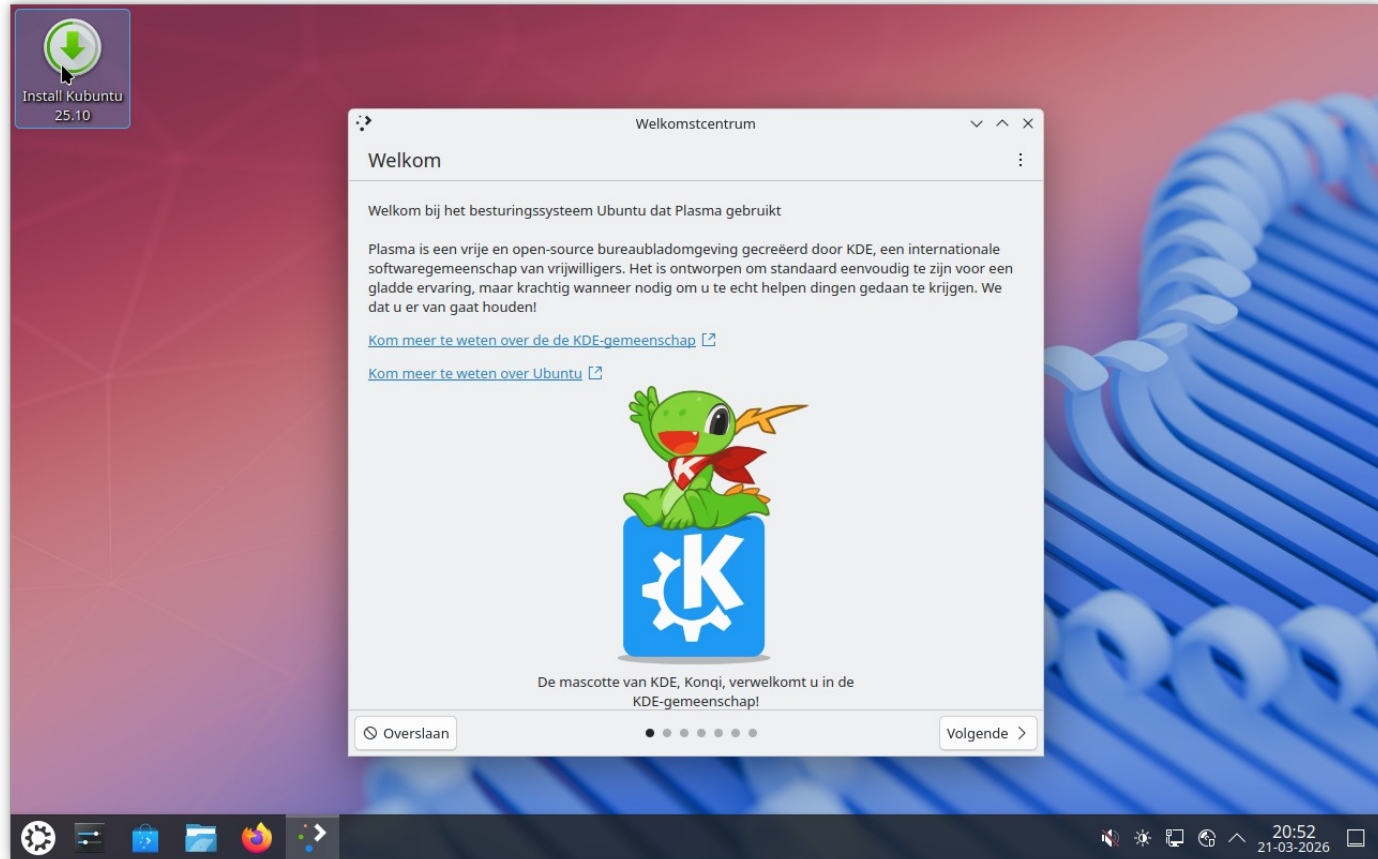 Install Kubuntu
25.10
Welkomstcentrum
Welkom
Welkom bij het besturingssysteem Ubuntu dat Plasma gebruikt
Plasma is een vrije en open-source bureaubladomgeving gecreëerd door KDE, een internationale
softwaregemeenschap van vrijwilligers. Het is ontworpen om standaard eenvoudig te zijn voor een
gladde ervaring, maar krachtig wanneer nodig om u te echt helpen dingen gedaan te krijgen. We
dat u er van gaat houden!
Kom meer te weten over de de KDE-gemeenschap
Kom meer te weten over Ubuntu
K
K
De mascotte van KDE, Konqi, verwelkomt u in de
KDE-gemeenschap!
Overslaan
Volgende
20:52
21-03-2026